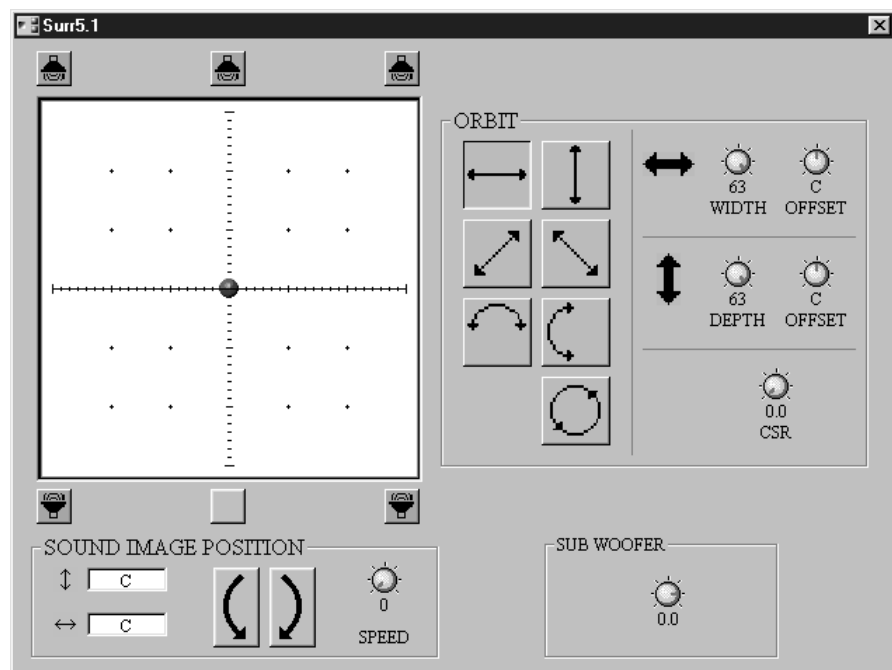 Surr5.1
ORBIT
63
C
WIDTH OFFSET
63
C
DEPTH OFFSET
0.0
CSR
SOUND IMAGE POSITION
C
C
0
SPEED
SUB WOOFER
0.0